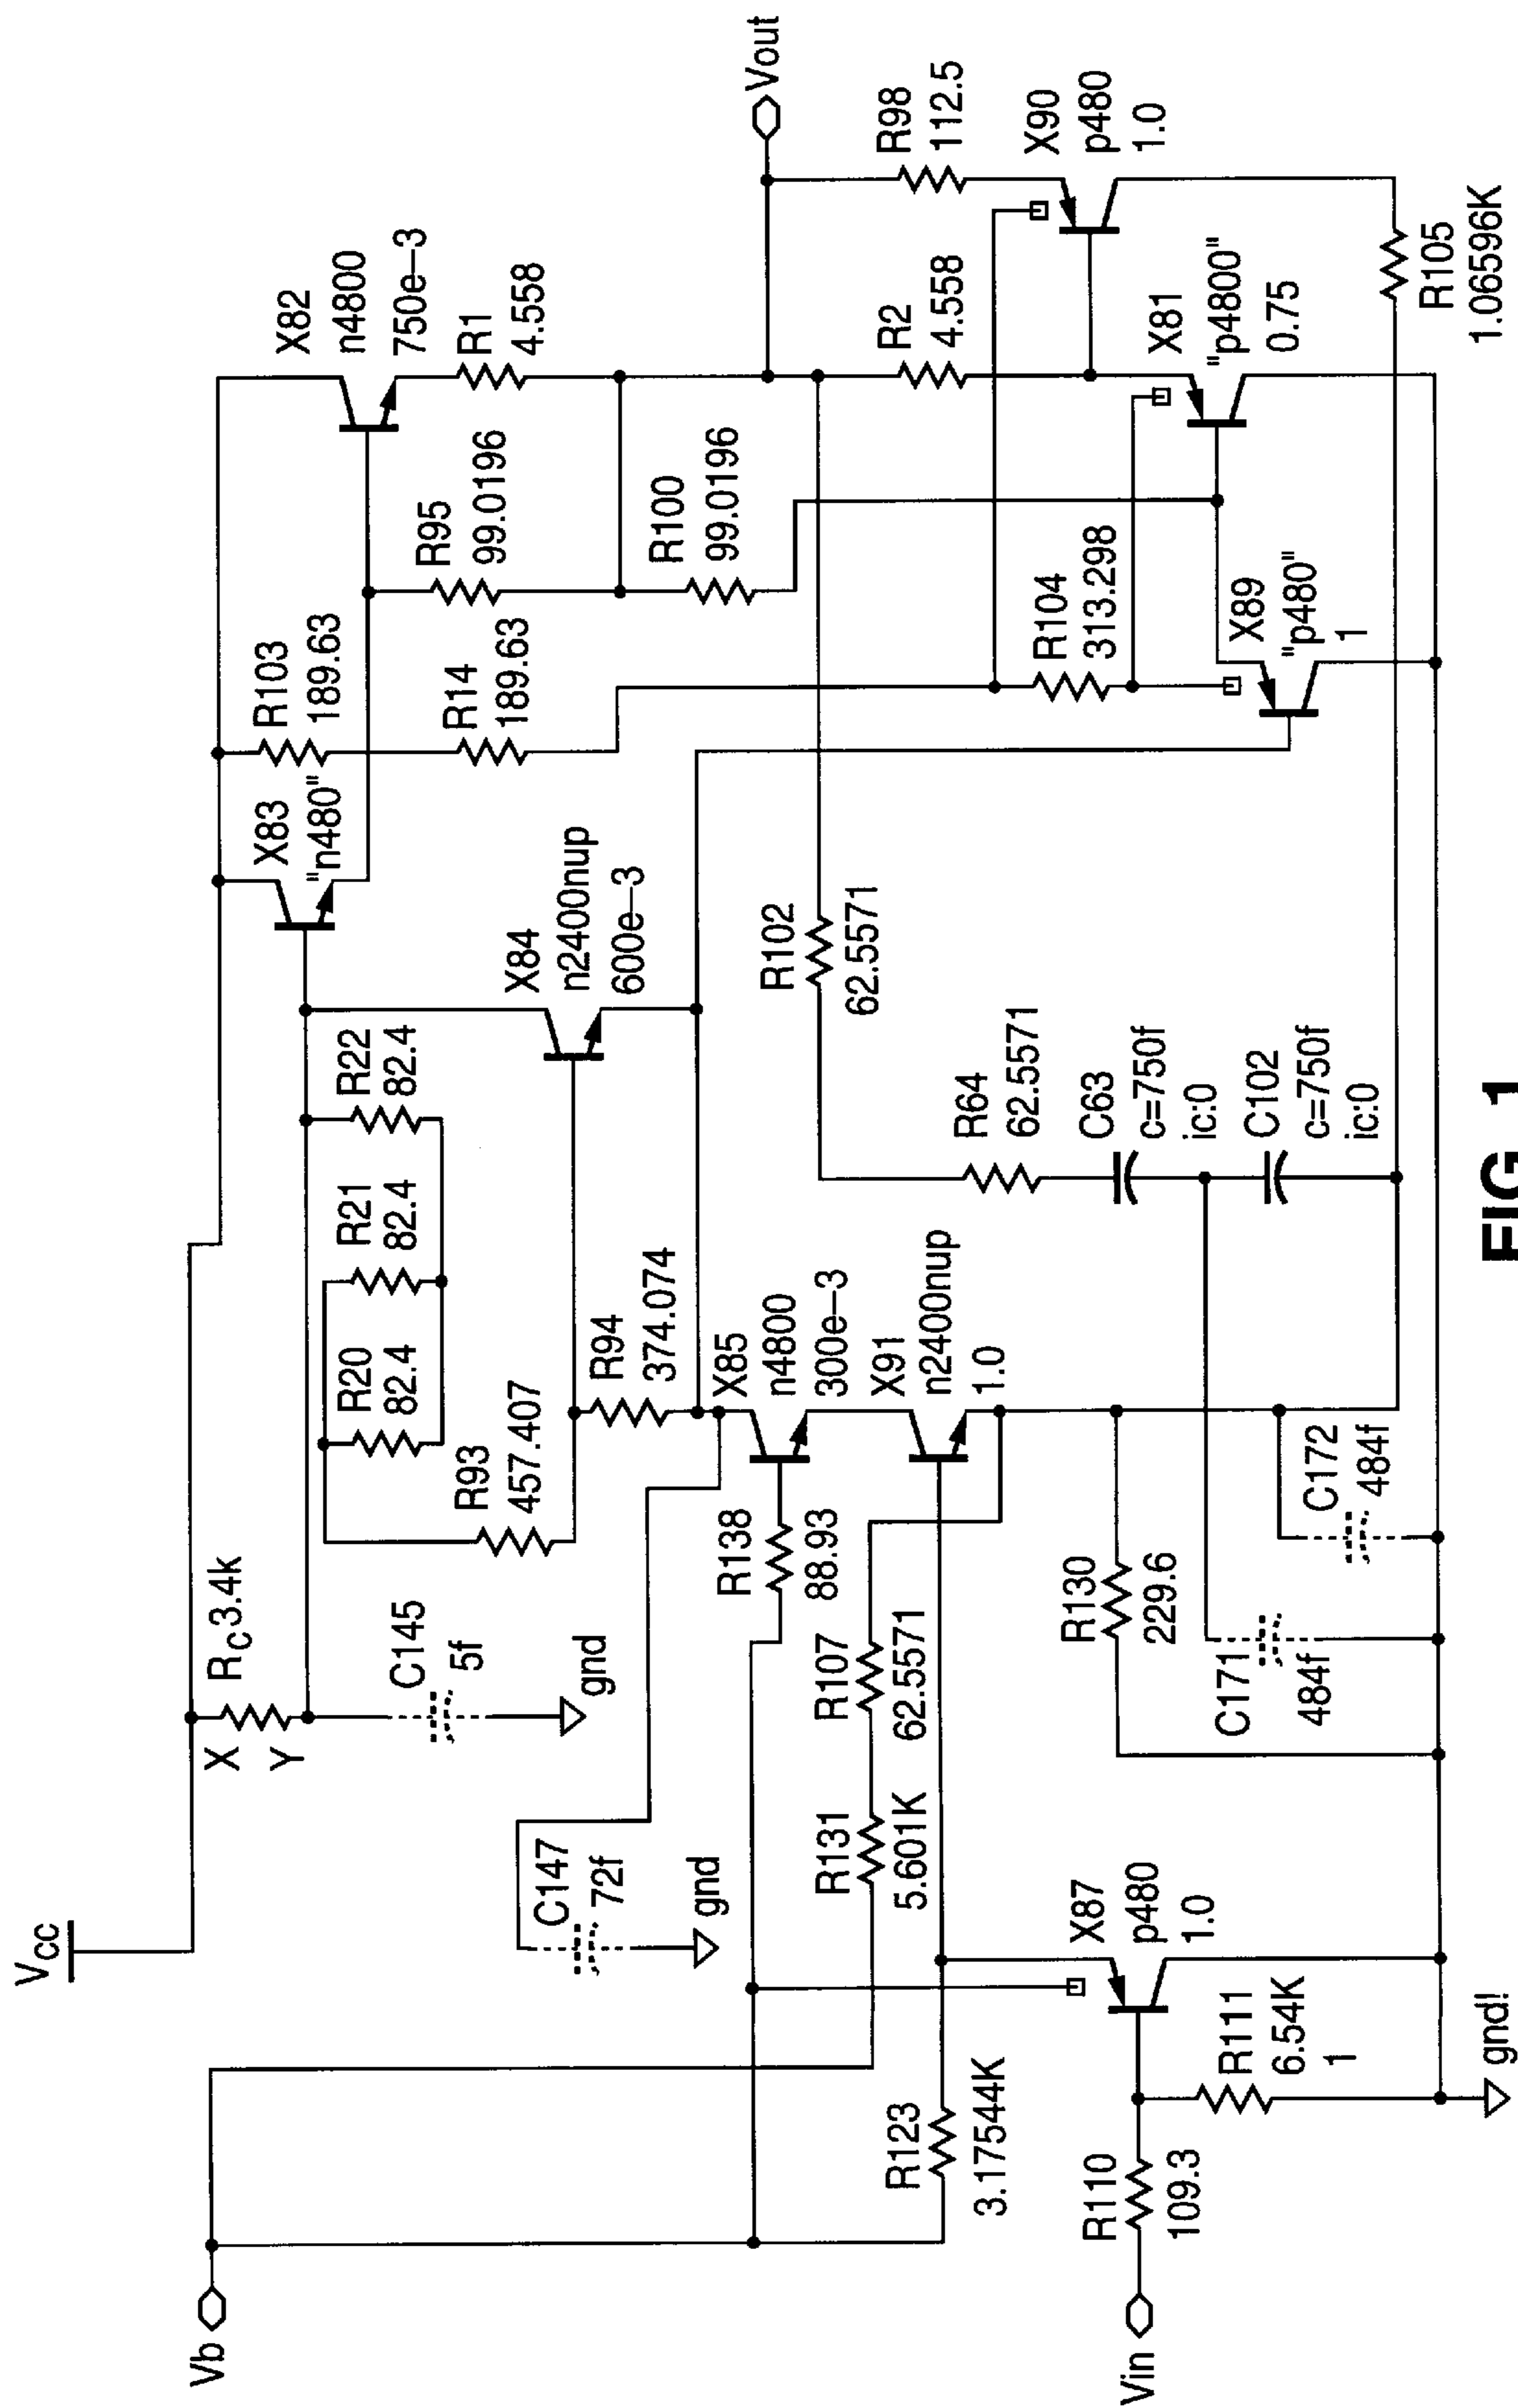 Vcc
X
Y
Rc 3.4k
C145
5f
gnd
C147
72f
gnd
Vb
R20
82.4
R21
82.4
R22
82.4
R93
457.407
R94
374.074
X83
"n480"
X84
n2400nup
600e-3
R103
189.63
R14
189.63
X82
n4800
750e-3
R1
4.558
R95
99.0196
R100
99.0196
Vout
R98
112.5
X90
p480
1.0
R2
4.558
X81
"p4800"
0.75
R104
313.298
X89
"p480"
1
R105
1.06596K
R102
62.5571
R64
62.5571
C63
c=750f
ic:0
C102
c=750f
ic:0
X85
n4800
300e-3
X91
n2400nup
1.0
R138
88.93
R107
62.5571
R131
5.601K
R130
229.6
C172
484f
C171
484f
R123
3.17544K
X87
p480
1.0
R110
109.3
R111
6.54K
1
Vin
gnd!
FIG. 1